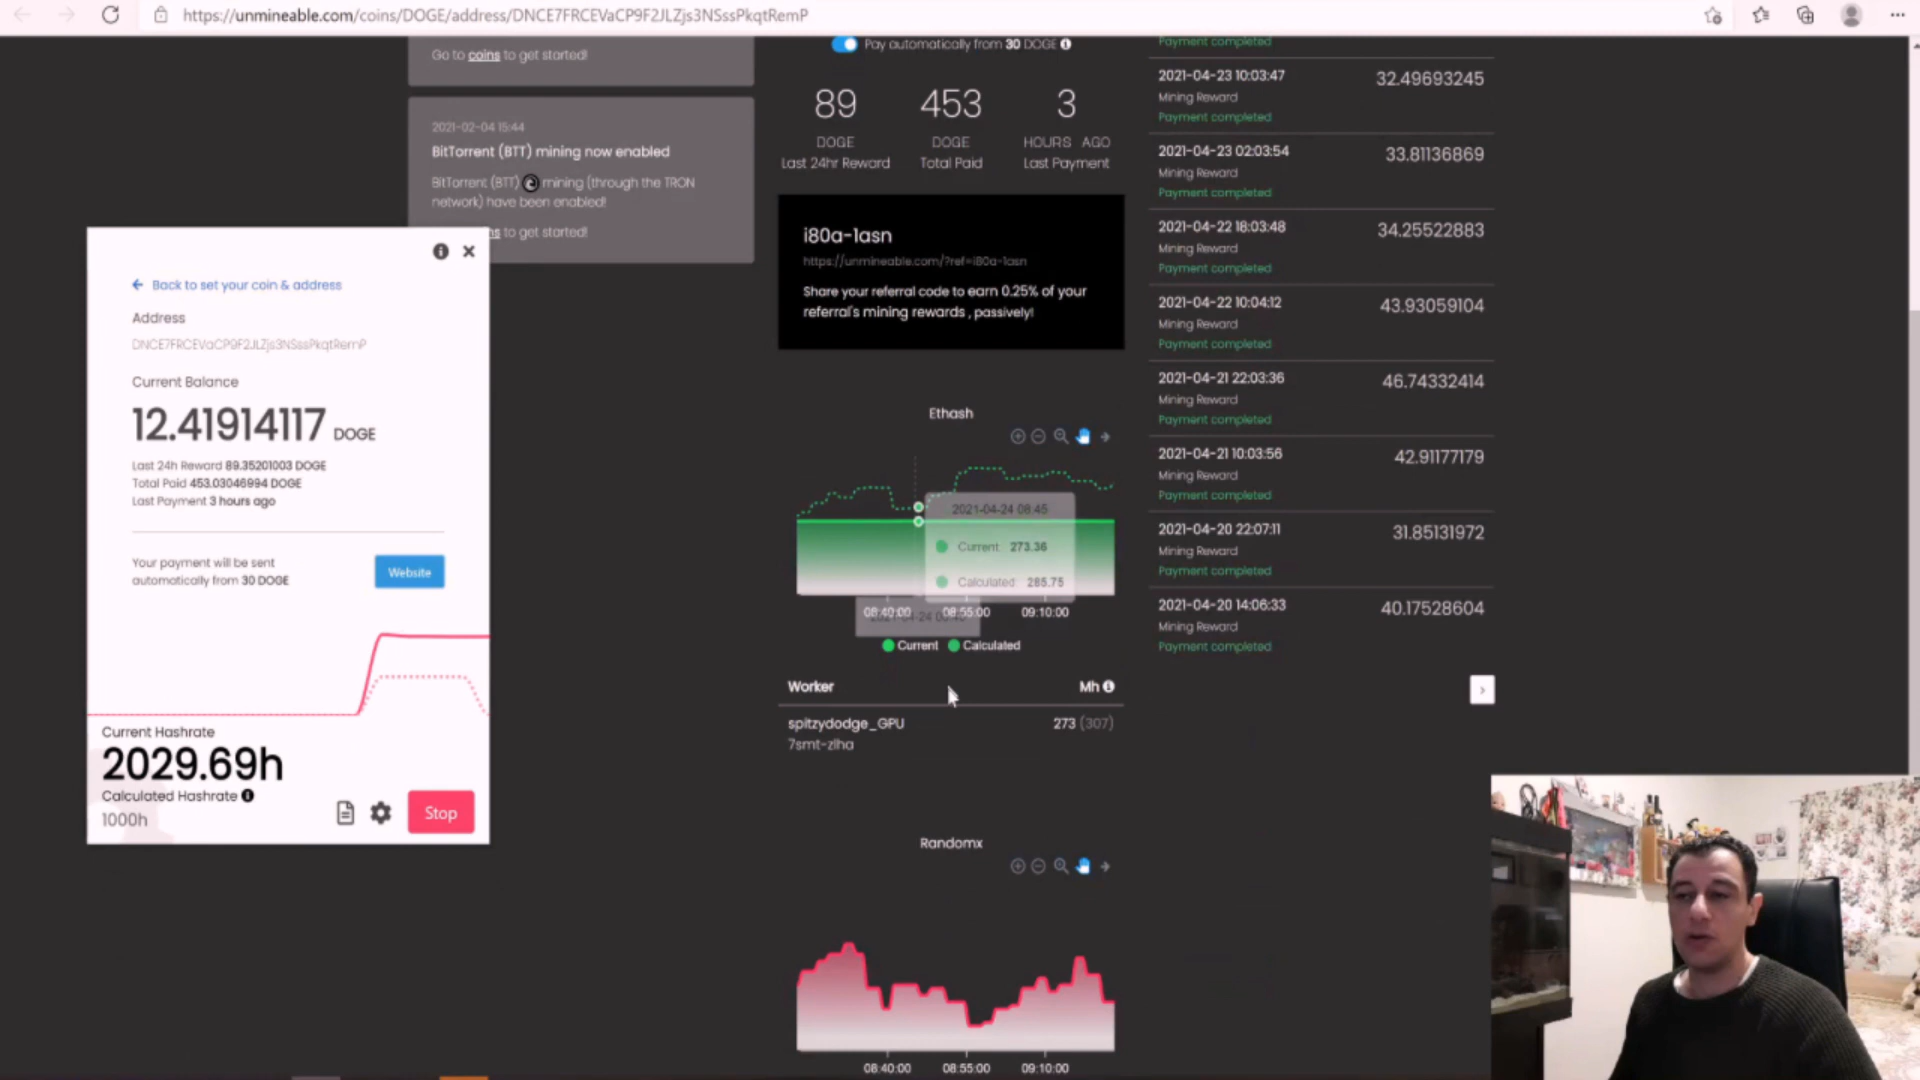 https://unmineable.com/coins/DOGE/address/DNCE7FRCEVaCP9F2JLZjs3NSssPkqtRemP
Go to coins to get started!
2021-02-04 15:44
BitTorrent (BTT) mining now enabled
BitTorrent (BTT) mining (through the TRON
network) have been enabled!
ns to get started!
Back to set your coin & address
Address
DNCE7FRCEVaCP9F2JLZjs3NSssPkqtRemP
Current Balance
12.41914117 DOGE
Last 24h Reward 89.35201003 DOGE
Total Paid 453.03046994 DOGE
Last Payment 3 hours ago
Your payment will be sent
automatically from 30 DOGE
Website
Current Hashrate
2029.69h
Calculated Hashrate
1000h
Stop
Pay automatically from 30 DOGE
89 453 3
DOGE DOGE HOURS AGO
Last 24hr Reward Total Paid Last Payment
i80a-1asn
https://unmineable.com/?ref=i80a-1asn
Share your referral code to earn 0.25% of your
referral's mining rewards , passively!
Ethash
2021-04-24 08:45
Current: 273.36
Calculated: 285.75
08:40:00 08:55:00 09:10:00
Current Calculated
Worker Mh
spitzydodge_GPU 273 (307)
7smt-zlha
Randomx
08:40:00 08:55:00 09:10:00
Payment completed
2021-04-23 10:03:47 32.49693245
Mining Reward
Payment completed
2021-04-23 02:03:54 33.81136869
Mining Reward
Payment completed
2021-04-22 18:03:48 34.25522883
Mining Reward
Payment completed
2021-04-22 10:04:12 43.93059104
Mining Reward
Payment completed
2021-04-21 22:03:36 46.74332414
Mining Reward
Payment completed
2021-04-21 10:03:56 42.91177179
Mining Reward
Payment completed
2021-04-20 22:07:11 31.85131972
Mining Reward
Payment completed
2021-04-20 14:06:33 40.17528604
Mining Reward
Payment completed